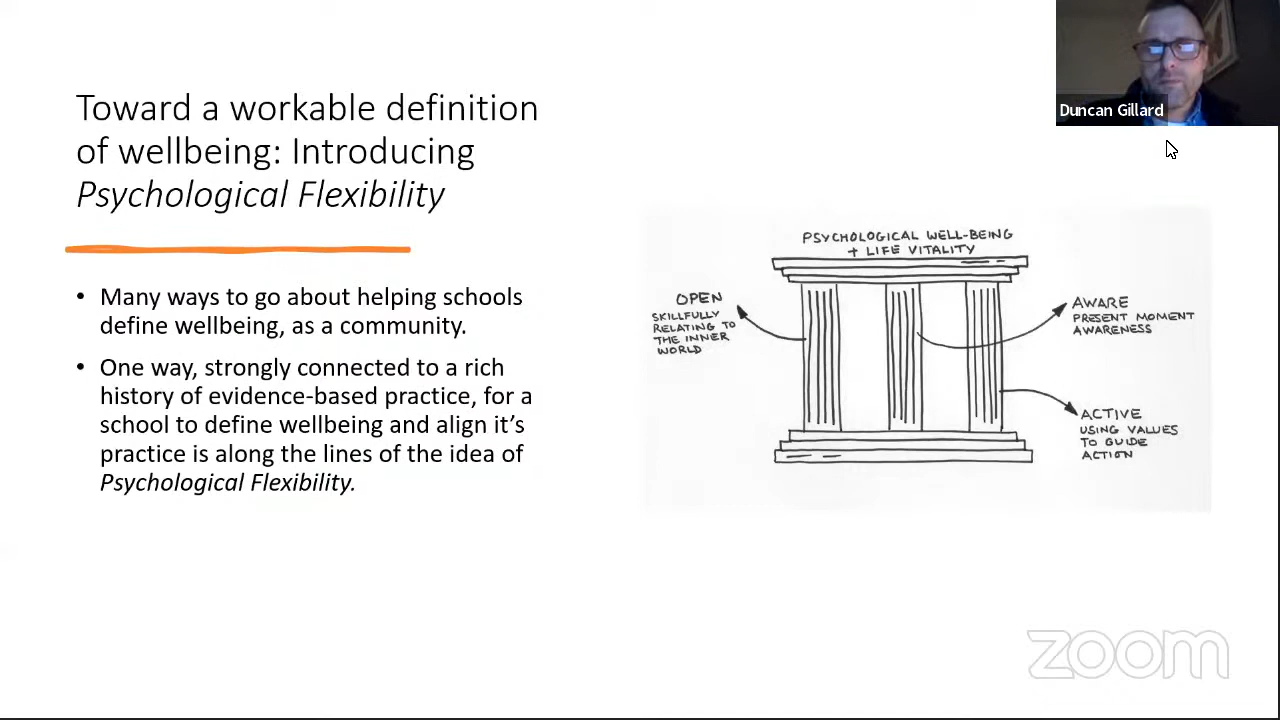 Toward a workable definition
of wellbeing: Introducing
Psychological Flexibility
• Many ways to go about helping schools
define wellbeing, as a community.
• One way, strongly connected to a rich
history of evidence-based practice, for a
school to define wellbeing and align it’s
practice is along the lines of the idea of
Psychological Flexibility.
Duncan Gillard
PSYCHOLOGICAL WELL-BEING
+ LIFE VITALITY
OPEN
SKILLFULLY
RELATING TO
THE INNER
WORLD
AWARE
PRESENT MOMENT
AWARENESS
ACTIVE
USING VALUES
TO GUIDE
ACTION
zoom